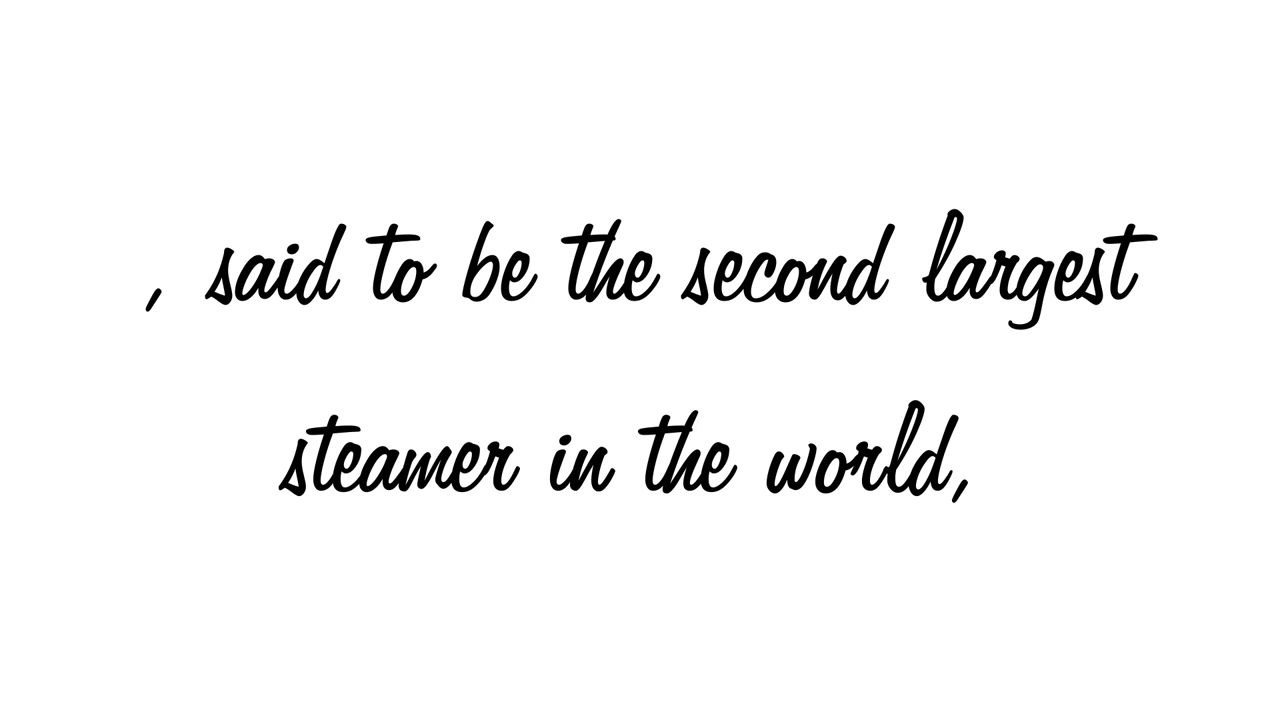 , said to be the second largest
steamer in the world,